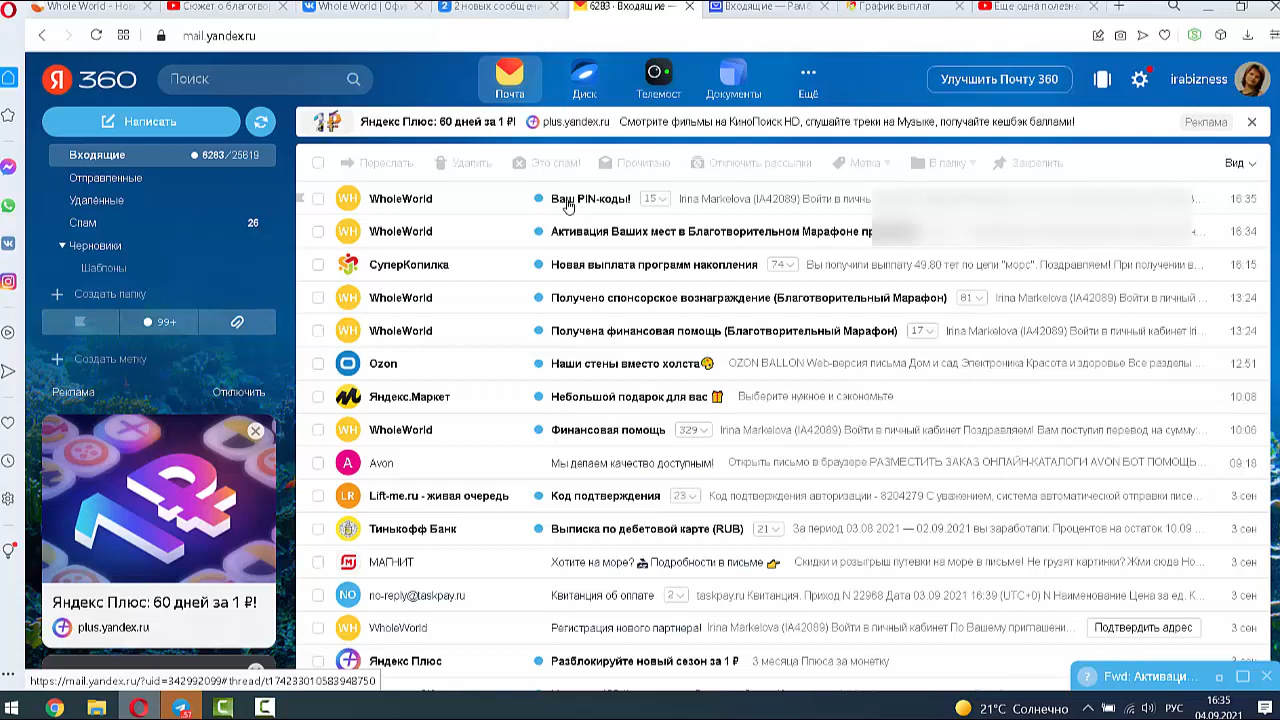 Whole World - Нов
Сюжет о благотвор
Whole World | Офи
2 новых сообщени
6283 · Входящие —
Входящие — Рамб
График выплат
Еще одна полезна
mail.yandex.ru
Я 360
Поиск
Почта
Диск
Телемост
Документы
Ещё
Улучшить Почту 360
irabizness
Написать
Яндекс Плюс: 60 дней за 1 ₽!
plus.yandex.ru
Смотрите фильмы на КиноПоиск HD, слушайте треки на Музыке, получайте кешбэк баллами!
Реклама
Входящие 6283/25619
Отправленные
Удалённые
Спам 26
Черновики
Шаблоны
Создать папку
99+
Создать метку
Реклама Отключить
Яндекс Плюс: 60 дней за 1 ₽!
plus.yandex.ru
Переслать Удалить Это спам! Прочитано Отключить рассылки Метка В папку Закрепить Вид
WH WholeWorld Ваш PIN-коды! 15 Irina Markelova (IA42089) Войти в личн 16:35
WH WholeWorld Активация Ваших мест в Благотворительном Марафоне пр 16:34
СуперКопилка Новая выплата программ накопления 74 Вы получили выплату 49.80 тет по цепи "морс". Поздравляем! При получении в... 16:15
WH WholeWorld Получено спонсорское вознаграждение (Благотворительный Марафон) 81 Irina Markelova (IA42089) Войти в личный ... 13:24
WH WholeWorld Получена финансовая помощь (Благотворительный Марафон) 17 Irina Markelova (IA42089) Войти в личный кабинет Iri... 13:24
Ozon Наши стены вместо холста OZON BALLON Web-версия письма Дом и сад Электроника Красота и здоровье Все разделы ... 12:51
Яндекс.Маркет Небольшой подарок для вас Выберите нужное и сэкономьте 10:08
WH WholeWorld Финансовая помощь 329 Irina Markelova (IA42089) Войти в личный кабинет Поздравляем! Вам поступил перевод на сумму:... 10:06
A Avon Мы делаем качество доступным! Открыть письмо в браузере РАЗМЕСТИТЬ ЗАКАЗ ОНЛАЙН-КАТАЛОГИ AVON БОТ ПОМОЩЬ... 09:18
LR Lift-me.ru - живая очередь Код подтверждения 23 Код подтверждения авторизации - 8204279 С уважением, система автоматической отправки писе... 3 сен
Тинькофф Банк Выписка по дебетовой карте (RUB) 21 За период 03.08.2021 — 02.09.2021 вы заработали: Процентов на остаток 10.09 ... 3 сен
МАГНИТ Хотите на море? Подробности в письме Скидки и розыгрыш путевки на море в письме! Не грузят картинки? Жми сюда Но... 3 сен
NO no-reply@taskpay.ru Квитанция об оплате 2 taskpay.ru Квитанция. Приход N 22968 Дата 03.09.2021 16:39 (UTC+0) N Наименование Цена за ед. К... 3 сен
WH WholeWorld Регистрация нового партнера! Irina Markelova (IA42089) Войти в личный кабинет По Вашему приглаш... Подтвердить адрес 3 сен
Яндекс Плюс Разблокируйте новый сезон за 1 ₽ 3 месяца Плюса за монетку
https://mail.yandex.ru/?uid=342992099#thread/t174233010583948750
Fwd: Активаци...
57
21°C Солнечно
РУС
16:35
04.09.2021